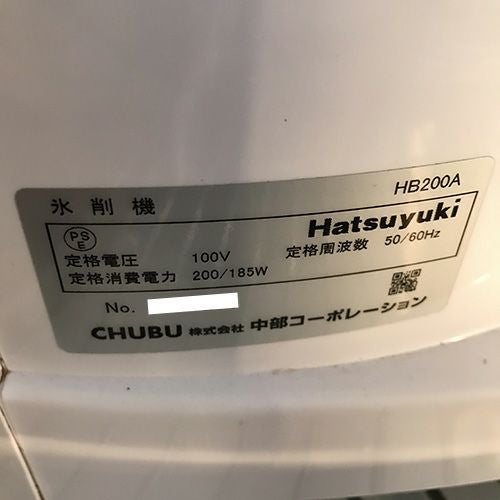 氷削機 HB200A
PSE Hatsuyuki
定格電圧 100V 定格周波数 50/60Hz
定格消費電力 200/185W
No.
CHUBU 株式会社 中部コーポレーション